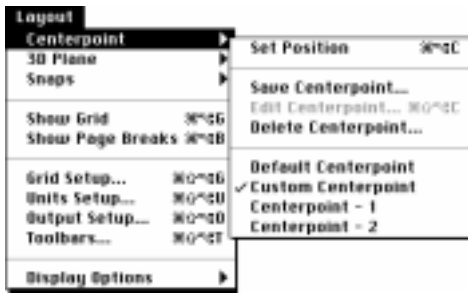 Layout
Centerpoint
3D Plane
Snaps
Show Grid ⌘⌥⌃G
Show Page Breaks ⌘⌥⌃B
Grid Setup... ⌘⇧⌥⌃G
Units Setup... ⌘⇧⌥⌃U
Output Setup... ⌘⇧⌥⌃O
Toolbars... ⌘⇧⌥⌃T
Display Options
Set Position ⌘⌥⌃C
Save Centerpoint...
Edit Centerpoint... ⌘⇧⌥⌃C
Delete Centerpoint...
Default Centerpoint
✓Custom Centerpoint
Centerpoint - 1
Centerpoint - 2